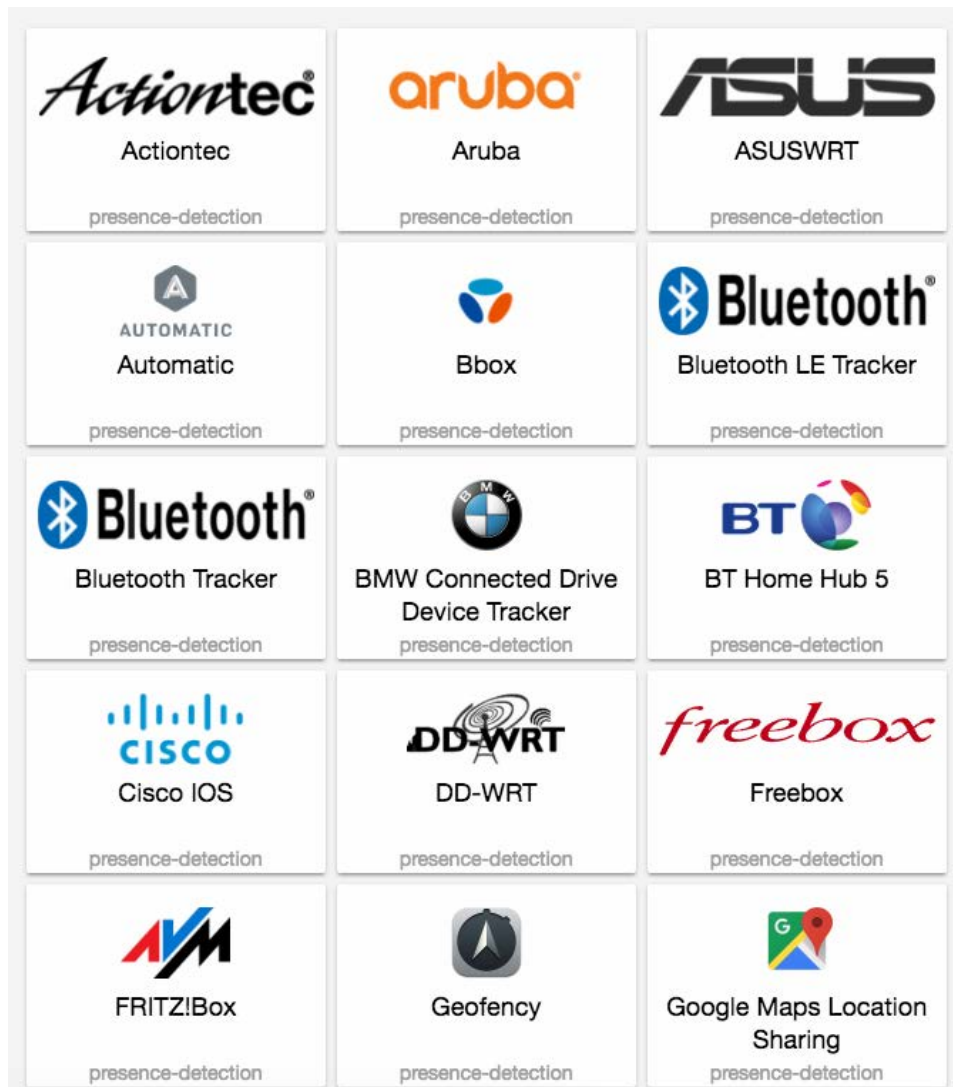 Actiontec® aruba® ASUS
Actiontec Aruba ASUSWRT
presence-detection presence-detection presence-detection
A
AUTOMATIC Bluetooth®
Automatic Bbox Bluetooth LE Tracker
presence-detection presence-detection presence-detection
Bluetooth® BMW BT
Bluetooth Tracker BMW Connected Drive BT Home Hub 5
Device Tracker
presence-detection presence-detection presence-detection
CISCO DD-WRT freebox
Cisco IOS DD-WRT Freebox
presence-detection presence-detection presence-detection
AVM G
FRITZ!Box Geofency Google Maps Location
Sharing
presence-detection presence-detection presence-detection